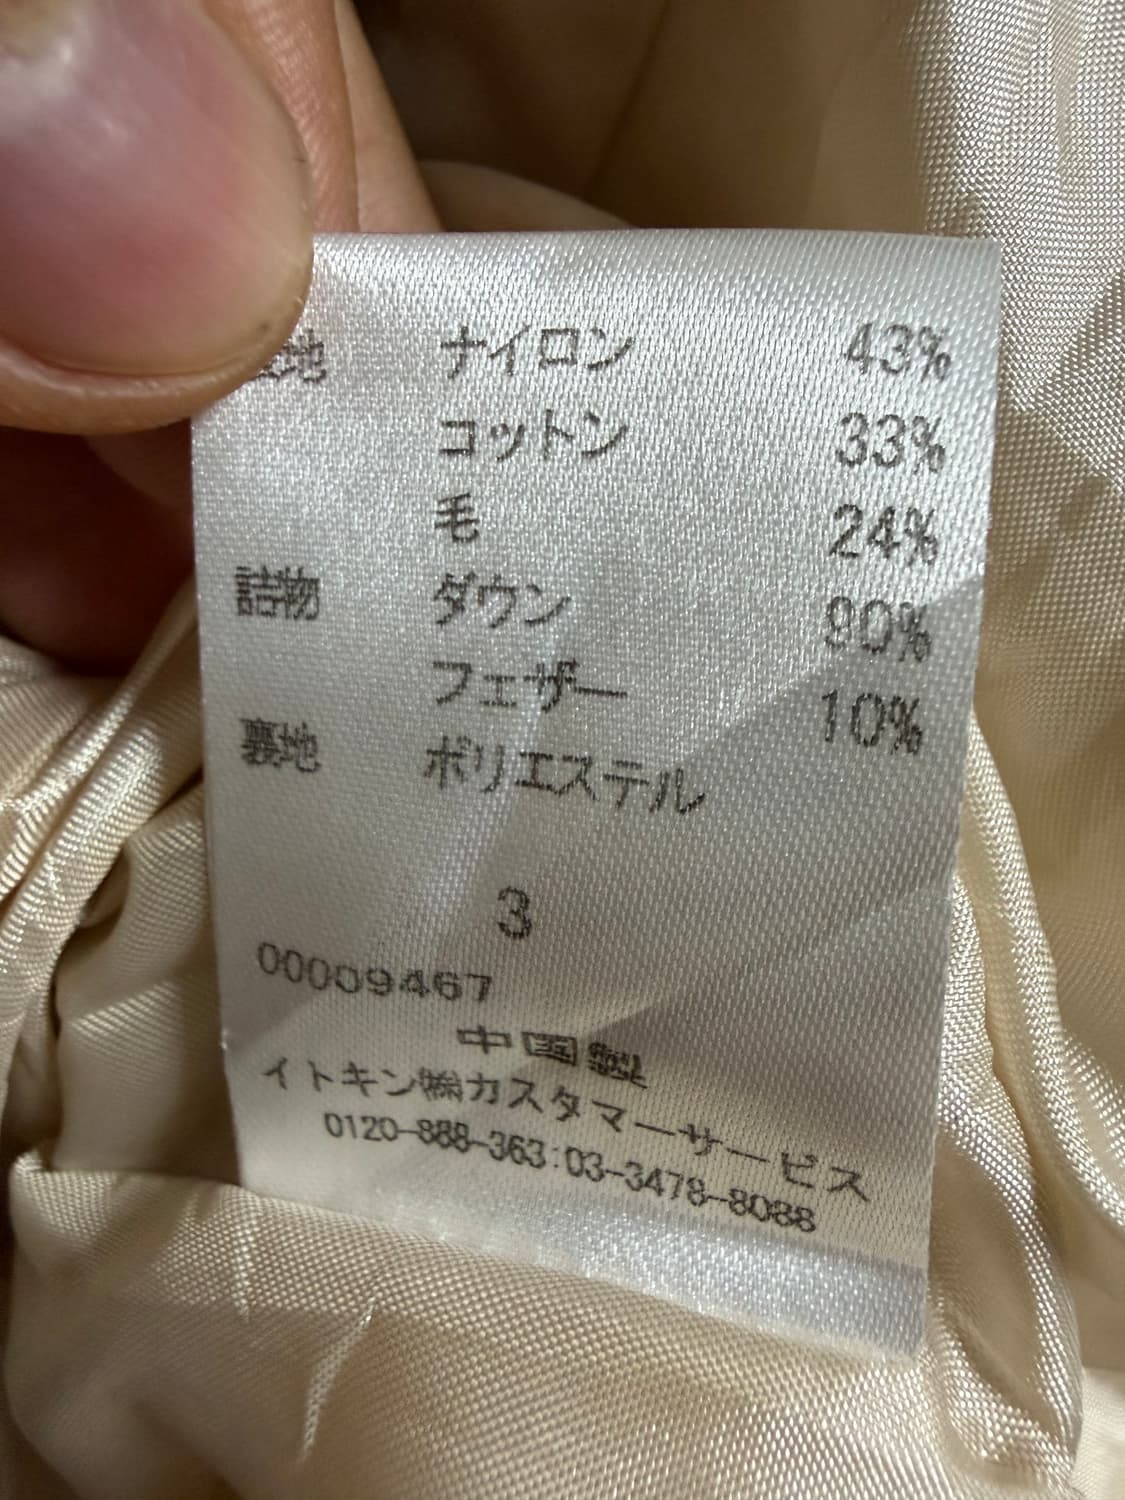 地 ナイロン 43%
コットン 33%
毛 24%
詰物 ダウン 90%
フェザー 10%
裏地 ポリエステル
3
00009467
中国製
イトキン㈱カスタマーサービス
0120-888-363:03-3478-8088